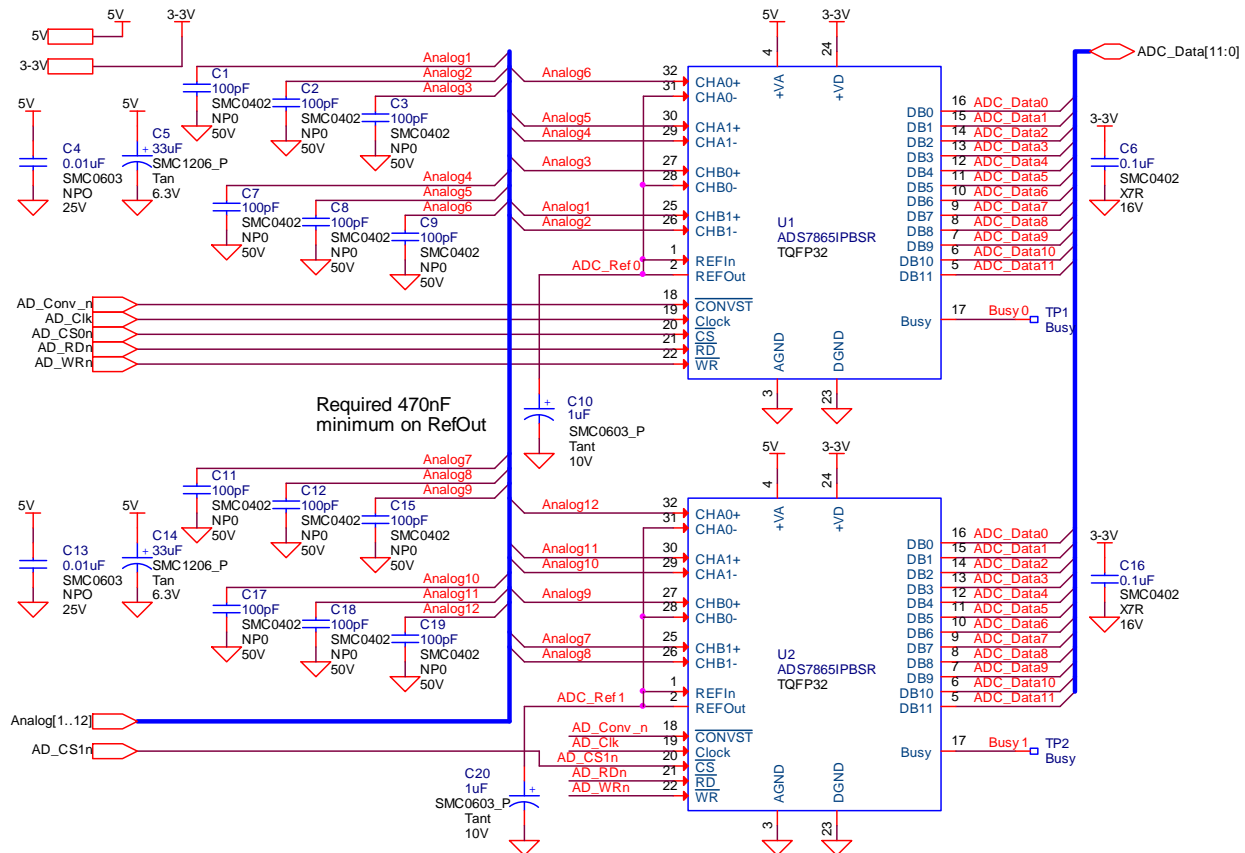 5V
3-3V
5V
3-3V
5V
C4
0.01uF
SMC0603
NPO
25V
5V
C5
33uF
SMC1206_P
Tan
6.3V
Analog1
Analog2
Analog3
C1
100pF
SMC0402
NP0
50V
C2
100pF
SMC0402
NP0
50V
C3
100pF
SMC0402
NP0
50V
Analog4
Analog5
Analog6
C7
100pF
SMC0402
NP0
50V
C8
100pF
SMC0402
NP0
50V
C9
100pF
SMC0402
NP0
50V
AD_Conv_n
AD_Clk
AD_CS0n
AD_RDn
AD_WRn
Analog6
Analog5
Analog4
Analog3
Analog1
Analog2
ADC_Ref0
32
31
30
29
27
28
25
26
1
2
18
19
20
21
22
5V
3-3V
4
24
+VA
+VD
CHA0+
CHA0-
CHA1+
CHA1-
CHB0+
CHB0-
CHB1+
CHB1-
REFIn
REFOut
CONVST
Clock
CS
RD
WR
U1
ADS7865IPBSR
TQFP32
DB0
DB1
DB2
DB3
DB4
DB5
DB6
DB7
DB8
DB9
DB10
DB11
Busy
AGND
DGND
3
23
16 ADC_Data0
15 ADC_Data1
14 ADC_Data2
13 ADC_Data3
12 ADC_Data4
11 ADC_Data5
10 ADC_Data6
9 ADC_Data7
8 ADC_Data8
7 ADC_Data9
6 ADC_Data10
5 ADC_Data11
17 Busy0
TP1
Busy
ADC_Data[11:0]
3-3V
C6
0.1uF
SMC0402
X7R
16V
Required 470nF
minimum on RefOut
C10
1uF
SMC0603_P
Tant
10V
5V
C13
0.01uF
SMC0603
NPO
25V
5V
C14
33uF
SMC1206_P
Tan
6.3V
Analog7
Analog8
Analog9
C11
100pF
SMC0402
NP0
50V
C12
100pF
SMC0402
NP0
50V
C15
100pF
SMC0402
NP0
50V
Analog10
Analog11
Analog12
C17
100pF
SMC0402
NP0
50V
C18
100pF
SMC0402
NP0
50V
C19
100pF
SMC0402
NP0
50V
Analog[1..12]
AD_CS1n
Analog12
Analog11
Analog10
Analog9
Analog7
Analog8
ADC_Ref1
AD_Conv_n
AD_Clk
AD_CS1n
AD_RDn
AD_WRn
32
31
30
29
27
28
25
26
1
2
18
19
20
21
22
C20
1uF
SMC0603_P
Tant
10V
5V
3-3V
4
24
+VA
+VD
CHA0+
CHA0-
CHA1+
CHA1-
CHB0+
CHB0-
CHB1+
CHB1-
REFIn
REFOut
CONVST
Clock
CS
RD
WR
U2
ADS7865IPBSR
TQFP32
DB0
DB1
DB2
DB3
DB4
DB5
DB6
DB7
DB8
DB9
DB10
DB11
Busy
AGND
DGND
3
23
16 ADC_Data0
15 ADC_Data1
14 ADC_Data2
13 ADC_Data3
12 ADC_Data4
11 ADC_Data5
10 ADC_Data6
9 ADC_Data7
8 ADC_Data8
7 ADC_Data9
6 ADC_Data10
5 ADC_Data11
17 Busy1
TP2
Busy
3-3V
C16
0.1uF
SMC0402
X7R
16V